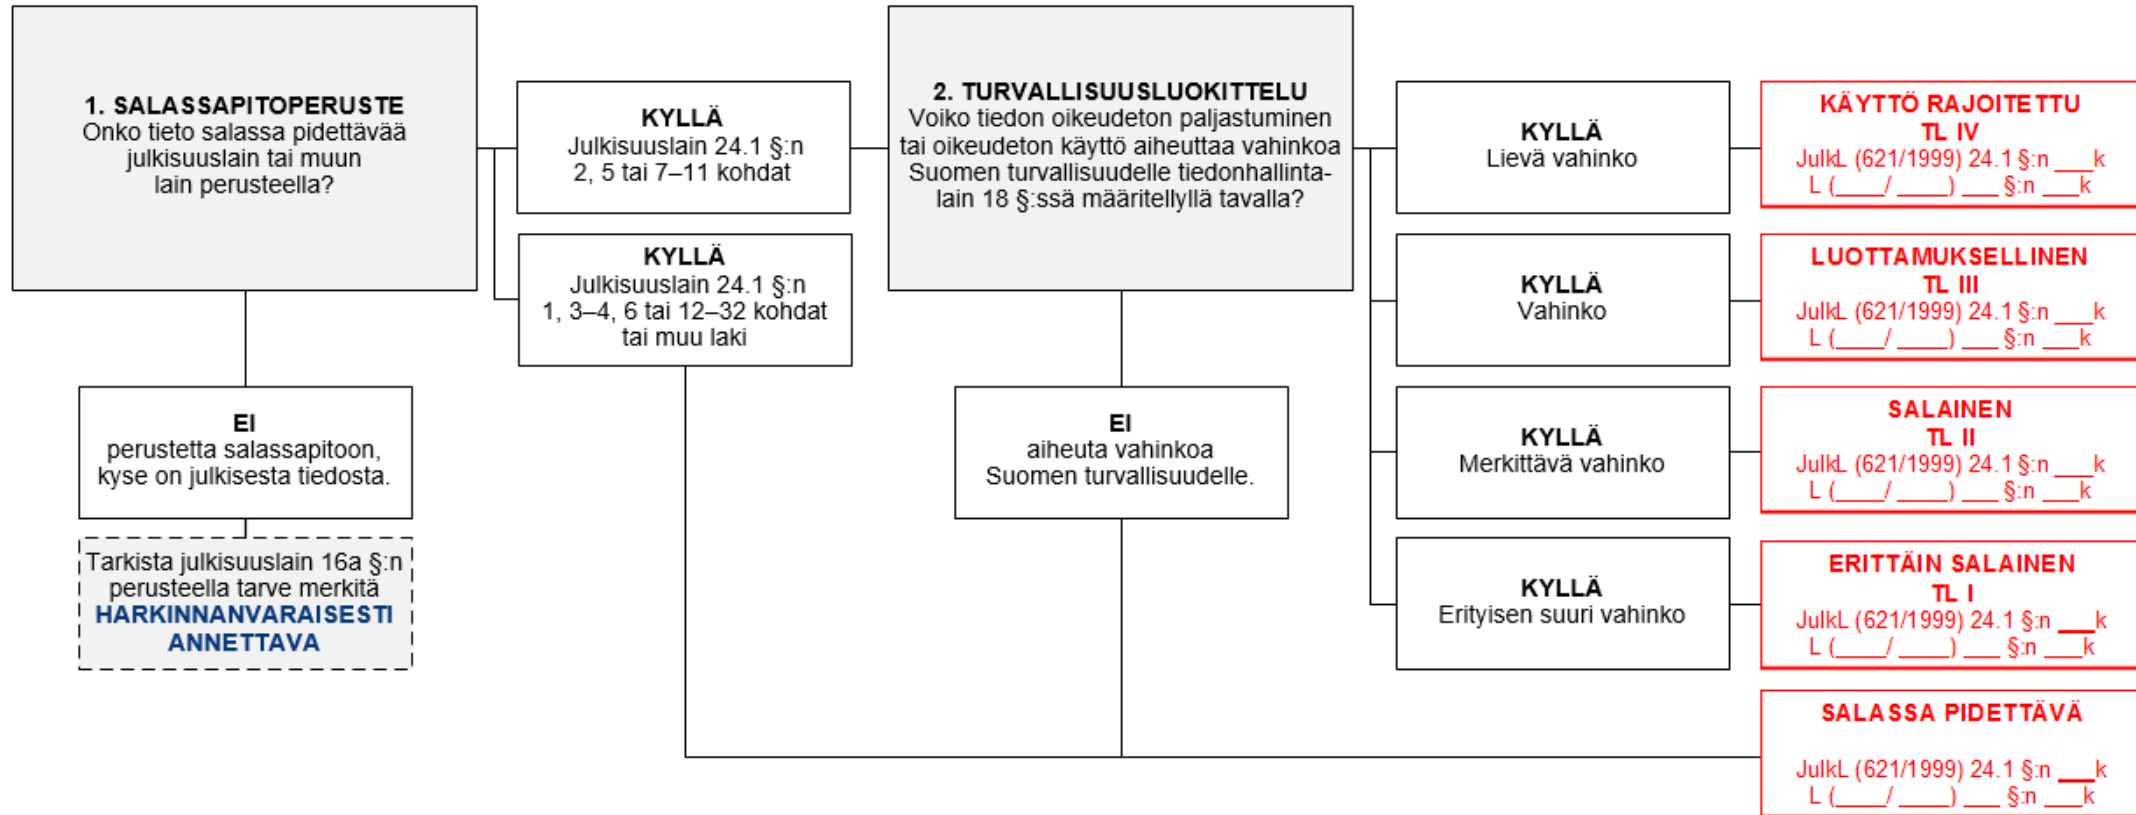 1. SALASSAPITOPERUSTE
Onko tieto salassa pidettävää
julkisuuslain tai muun
lain perusteella?
KYLLÄ
Julkisuuslain 24.1 §:n
2, 5 tai 7–11 kohdat
KYLLÄ
Julkisuuslain 24.1 §:n
1, 3–4, 6 tai 12–32 kohdat
tai muu laki
EI
perustetta salassapitoon,
kyse on julkisesta tiedosta.
Tarkista julkisuuslain 16a §:n
perusteella tarve merkitä
HARKINNANVARAISESTI
ANNETTAVA
2. TURVALLISUUSLUOKITTELU
Voiko tiedon oikeudeton paljastuminen
tai oikeudeton käyttö aiheuttaa vahinkoa
Suomen turvallisuudelle tiedonhallinta-
lain 18 §:ssä määritellyllä tavalla?
EI
aiheuta vahinkoa
Suomen turvallisuudelle.
KYLLÄ
Lievä vahinko
KÄYTTÖ RAJOITETTU
TL IV
JulkL (621/1999) 24.1 §:n ___k
L (____/ ____) ___ §:n ___k
KYLLÄ
Vahinko
LUOTTAMUKSELLINEN
TL III
JulkL (621/1999) 24.1 §:n ___k
L (____/ ____) ___ §:n ___k
KYLLÄ
Merkittävä vahinko
SALAINEN
TL II
JulkL (621/1999) 24.1 §:n ___k
L (____/ ____) ___ §:n ___k
KYLLÄ
Erityisen suuri vahinko
ERITTÄIN SALAINEN
TL I
JulkL (621/1999) 24.1 §:n ___k
L (____/ ____) ___ §:n ___k
SALASSA PIDETTÄVÄ
JulkL (621/1999) 24.1 §:n ___k
L (____/ ____) ___ §:n ___k